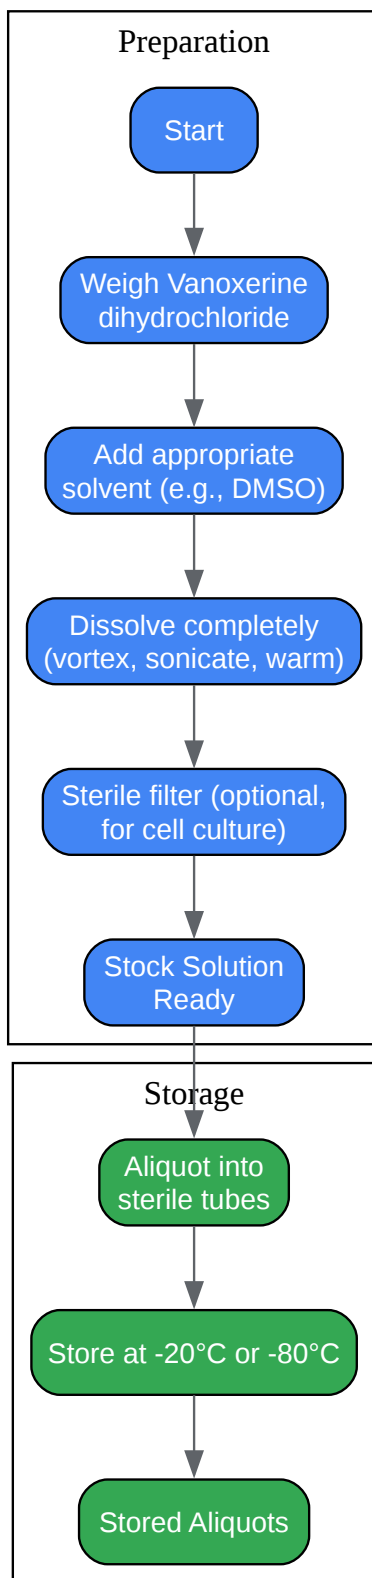 Preparation
Start
Weigh Vanoxerine
dihydrochloride
Add appropriate
solvent (e.g., DMSO)
Dissolve completely
(vortex, sonicate, warm)
Sterile filter (optional,
for cell culture)
Stock Solution
Ready
Storage
Aliquot into
sterile tubes
Store at -20°C or -80°C
Stored Aliquots